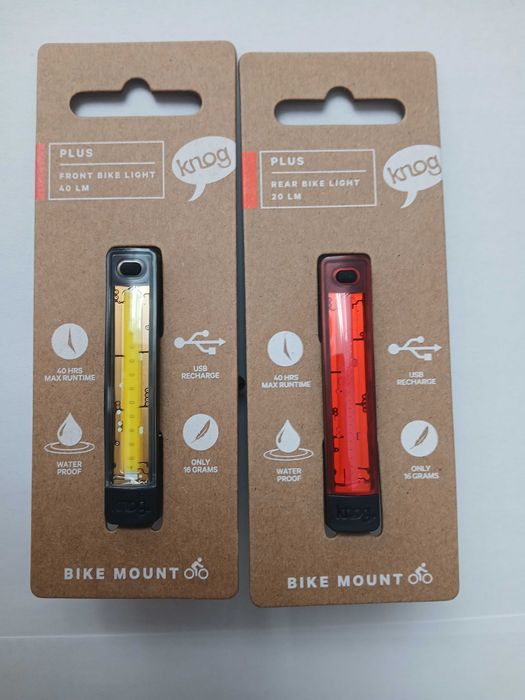 PLUS
FRONT BIKE LIGHT
40 LM
knog
40 HRS
MAX RUNTIME
USB
RECHARGE
WATER
PROOF
ONLY
16 GRAMS
knog
BIKE MOUNT
PLUS
REAR BIKE LIGHT
20 LM
knog
40 HRS
MAX RUNTIME
USB
RECHARGE
WATER
PROOF
ONLY
16 GRAMS
knog
BIKE MOUNT